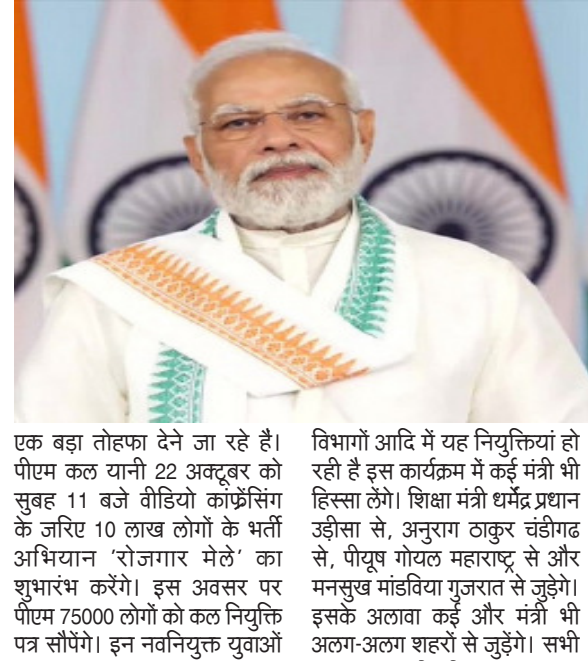 एक बड़ा तोहफा देने जा रहे हैं।
पीएम कल यानी 22 अक्टूबर को
सुबह 11 बजे वीडियो कांफ्रेंसिंग
के जरिए 10 लाख लोगों के भर्ती
अभियान 'रोजगार मेले' का
शुभारंभ करेंगे। इस अवसर पर
पीएम 75000 लोगों को कल नियुक्ति
पत्र सौपेंगे। इन नवनियुक्त युवाओं
विभागों आदि में यह नियुक्तियां हो
रही है इस कार्यक्रम में कई मंत्री भी
हिस्सा लेंगे। शिक्षा मंत्री धर्मेंद्र प्रधान
उड़ीसा से, अनुराग ठाकुर चंडीगढ
से, पीयूष गोयल महाराष्ट्र से और
मनसुख मांडविया गुजरात से जुड़ेगे।
इसके अलावा कई और मंत्री भी
अलग-अलग शहरों से जुड़ेंगे। सभी